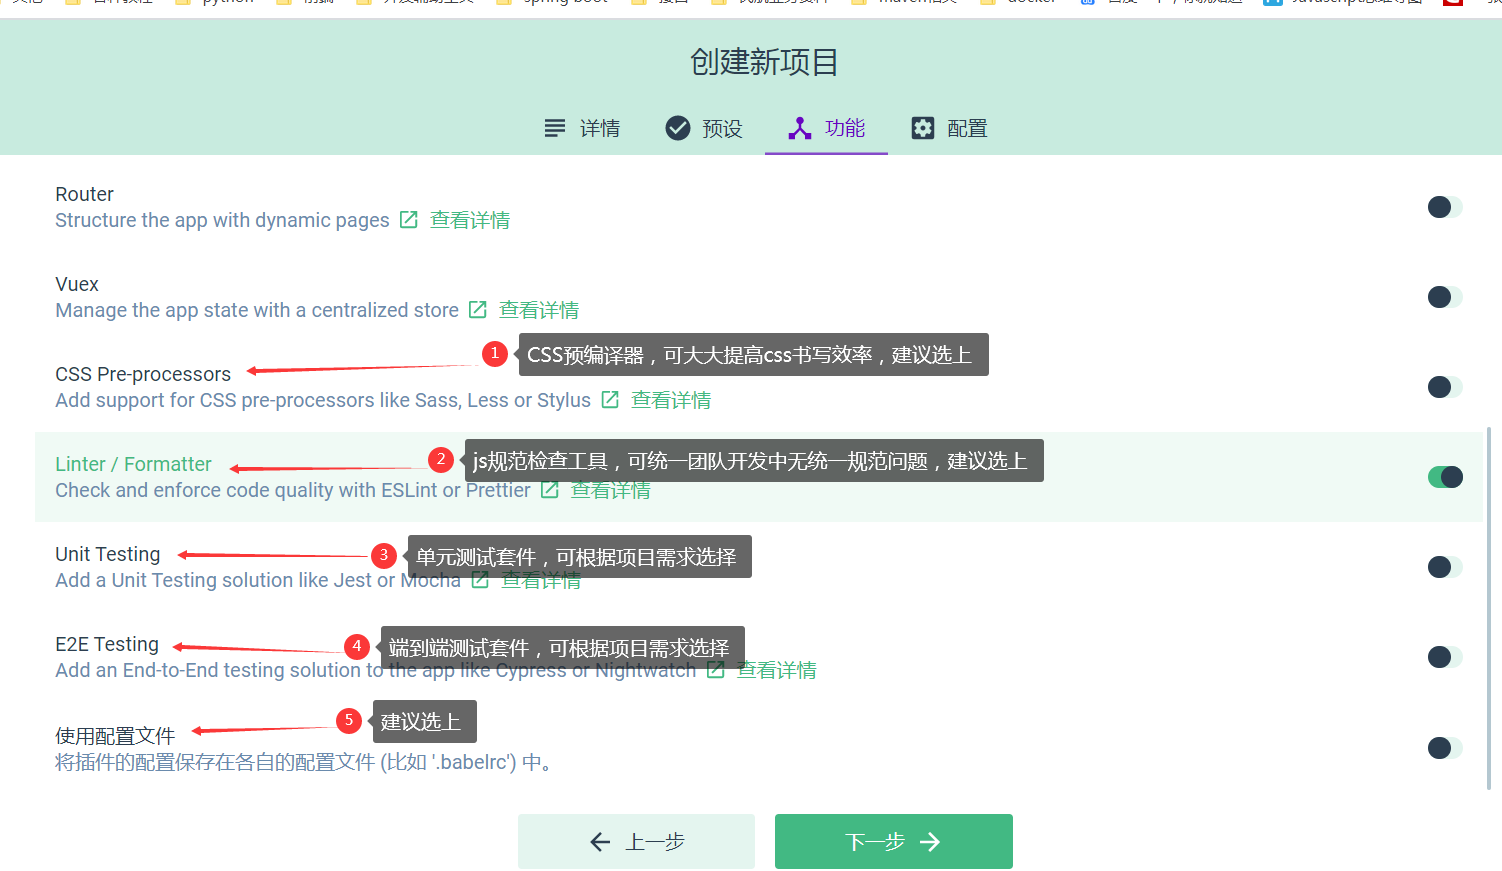 python
spring boot
docker
创建新项目
详情
预设
功能
配置
Router
Structure the app with dynamic pages 查看详情
Vuex
Manage the app state with a centralized store 查看详情
1 CSS预编译器，可大大提高css书写效率，建议选上
CSS Pre-processors
Add support for CSS pre-processors like Sass, Less or Stylus 查看详情
2 js规范检查工具，可统一团队开发中无统一规范问题，建议选上
Linter / Formatter
Check and enforce code quality with ESLint or Prettier 查看详情
3 单元测试套件，可根据项目需求选择
Unit Testing
Add a Unit Testing solution like Jest or Mocha 查看详情
4 端到端测试套件，可根据项目需求选择
E2E Testing
Add an End-to-End testing solution to the app like Cypress or Nightwatch 查看详情
5 建议选上
使用配置文件
将插件的配置保存在各自的配置文件 (比如 '.babelrc') 中。
上一步
下一步